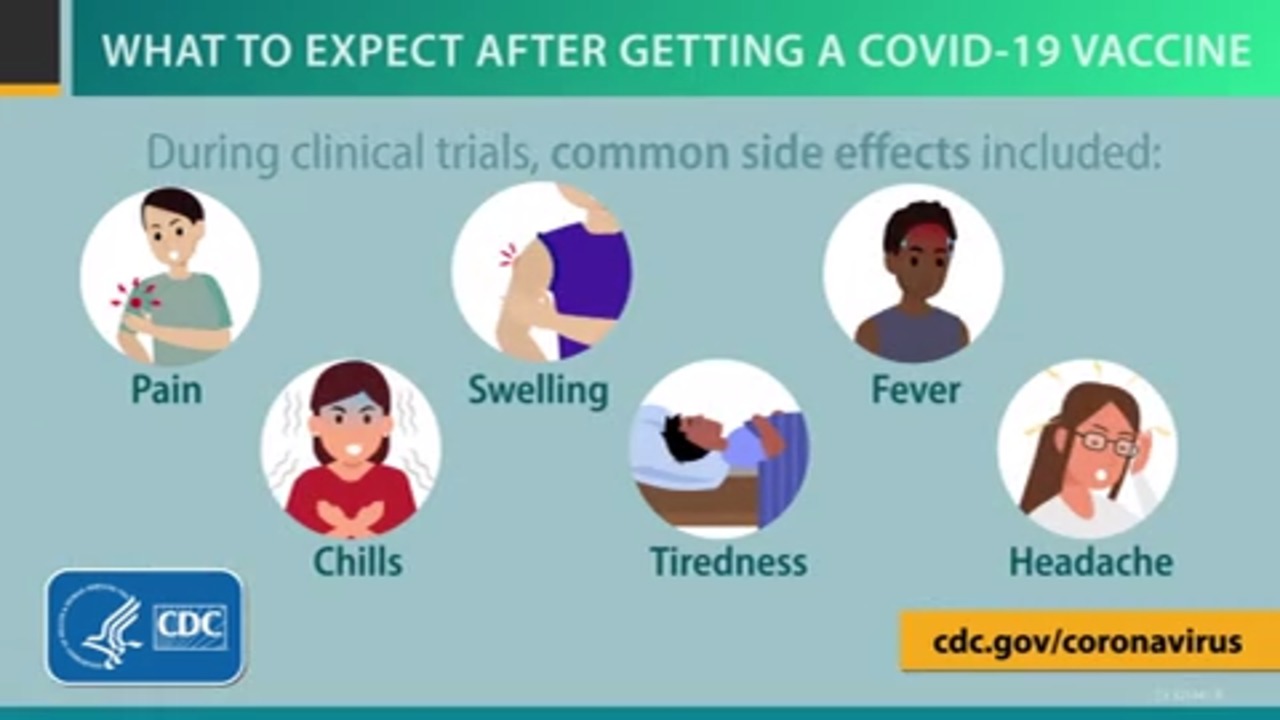 WHAT TO EXPECT AFTER GETTING A COVID-19 VACCINE
During clinical trials, common side effects included:
Pain
Swelling
Fever
Chills
Tiredness
Headache
CDC
cdc.gov/coronavirus